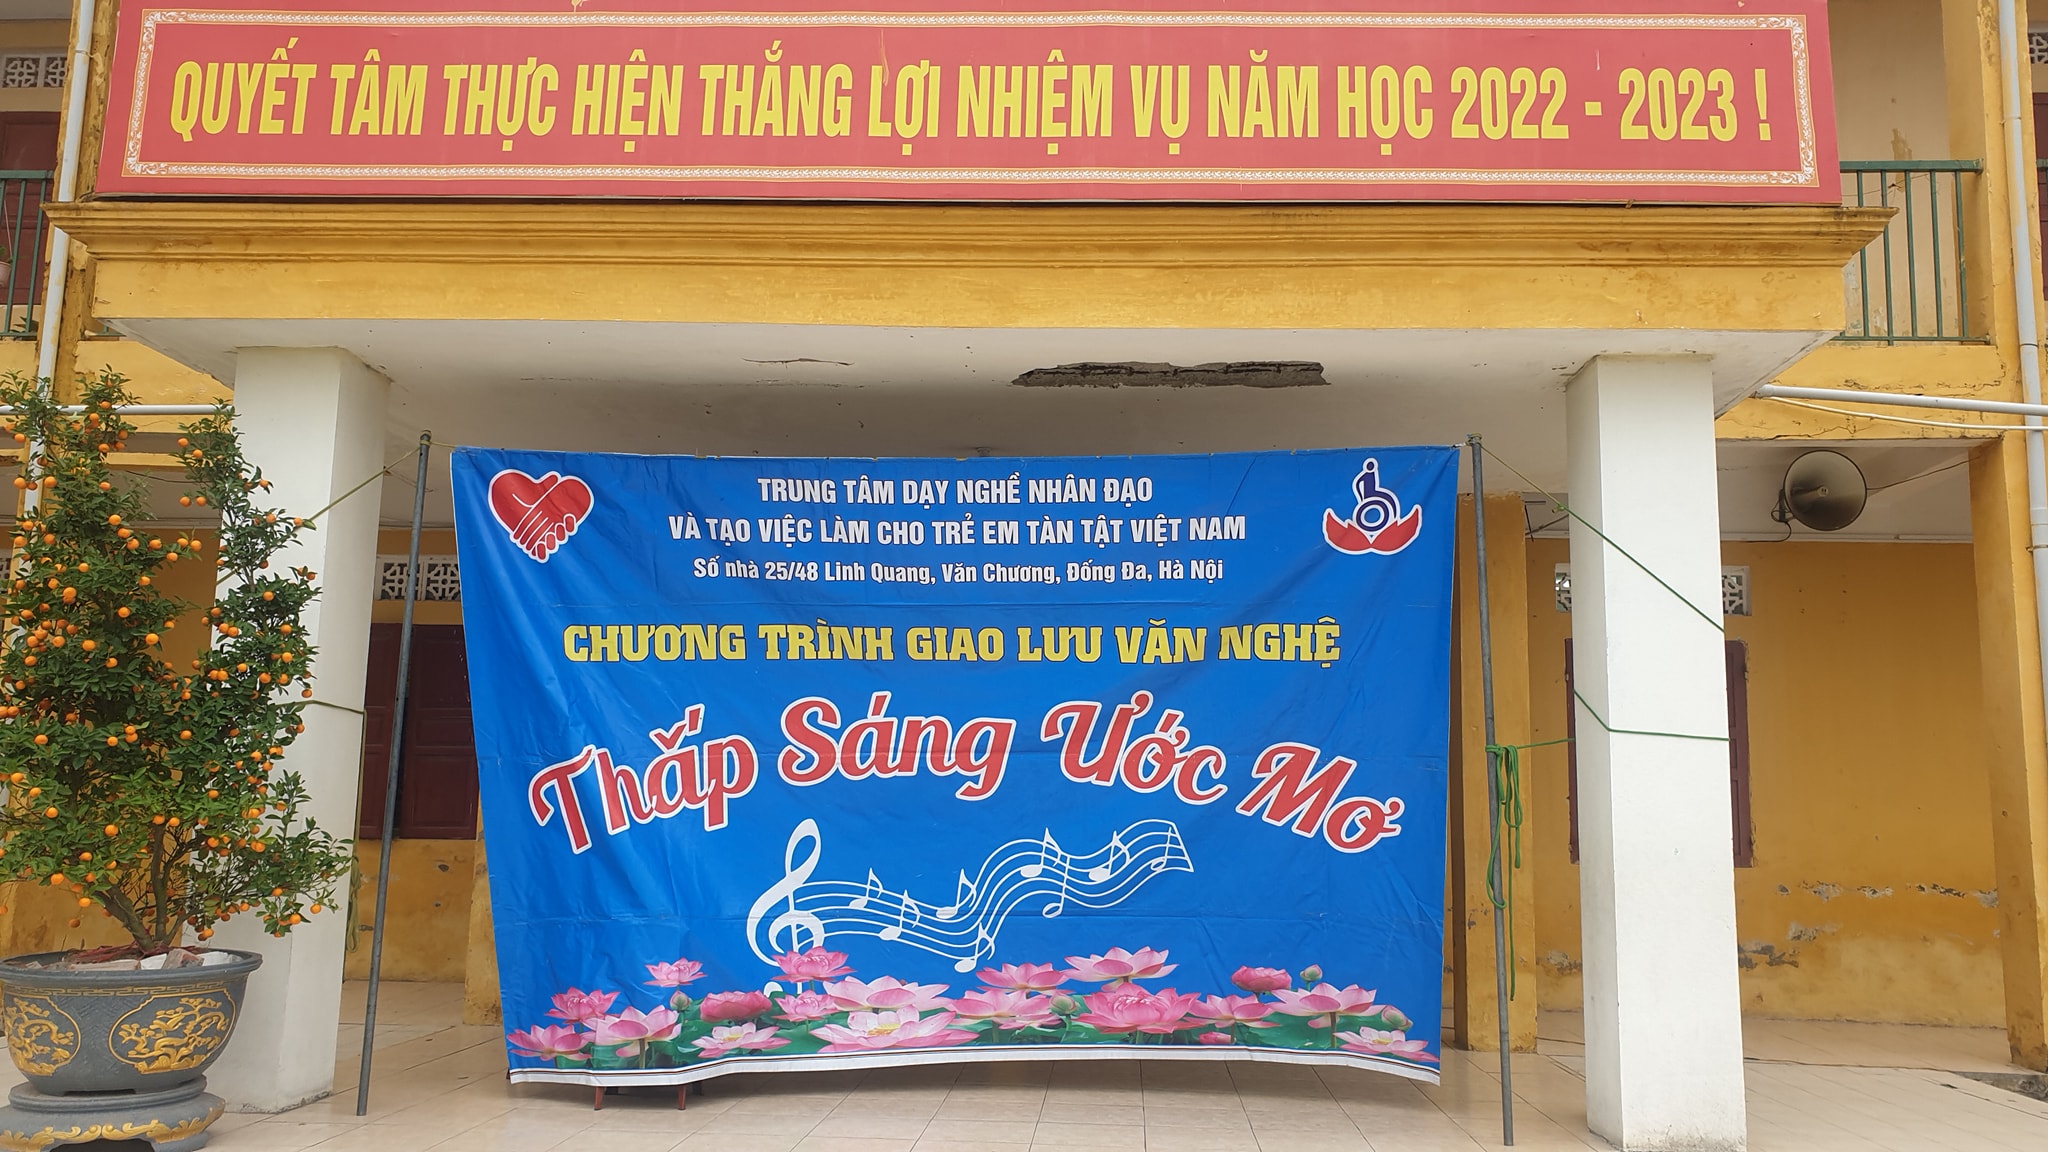 QUYẾT TÂM THỰC HIỆN THẮNG LỢI NHIỆM VỤ NĂM HỌC 2022 - 2023 !
TRUNG TÂM DẠY NGHỀ NHÂN ĐẠO
VÀ TẠO VIỆC LÀM CHO TRẺ EM TÀN TẬT VIỆT NAM
Số nhà 25/48 Linh Quang, Văn Chương, Đống Đa, Hà Nội
CHƯƠNG TRÌNH GIAO LƯU VĂN NGHỆ
Thắp Sáng Ước Mơ